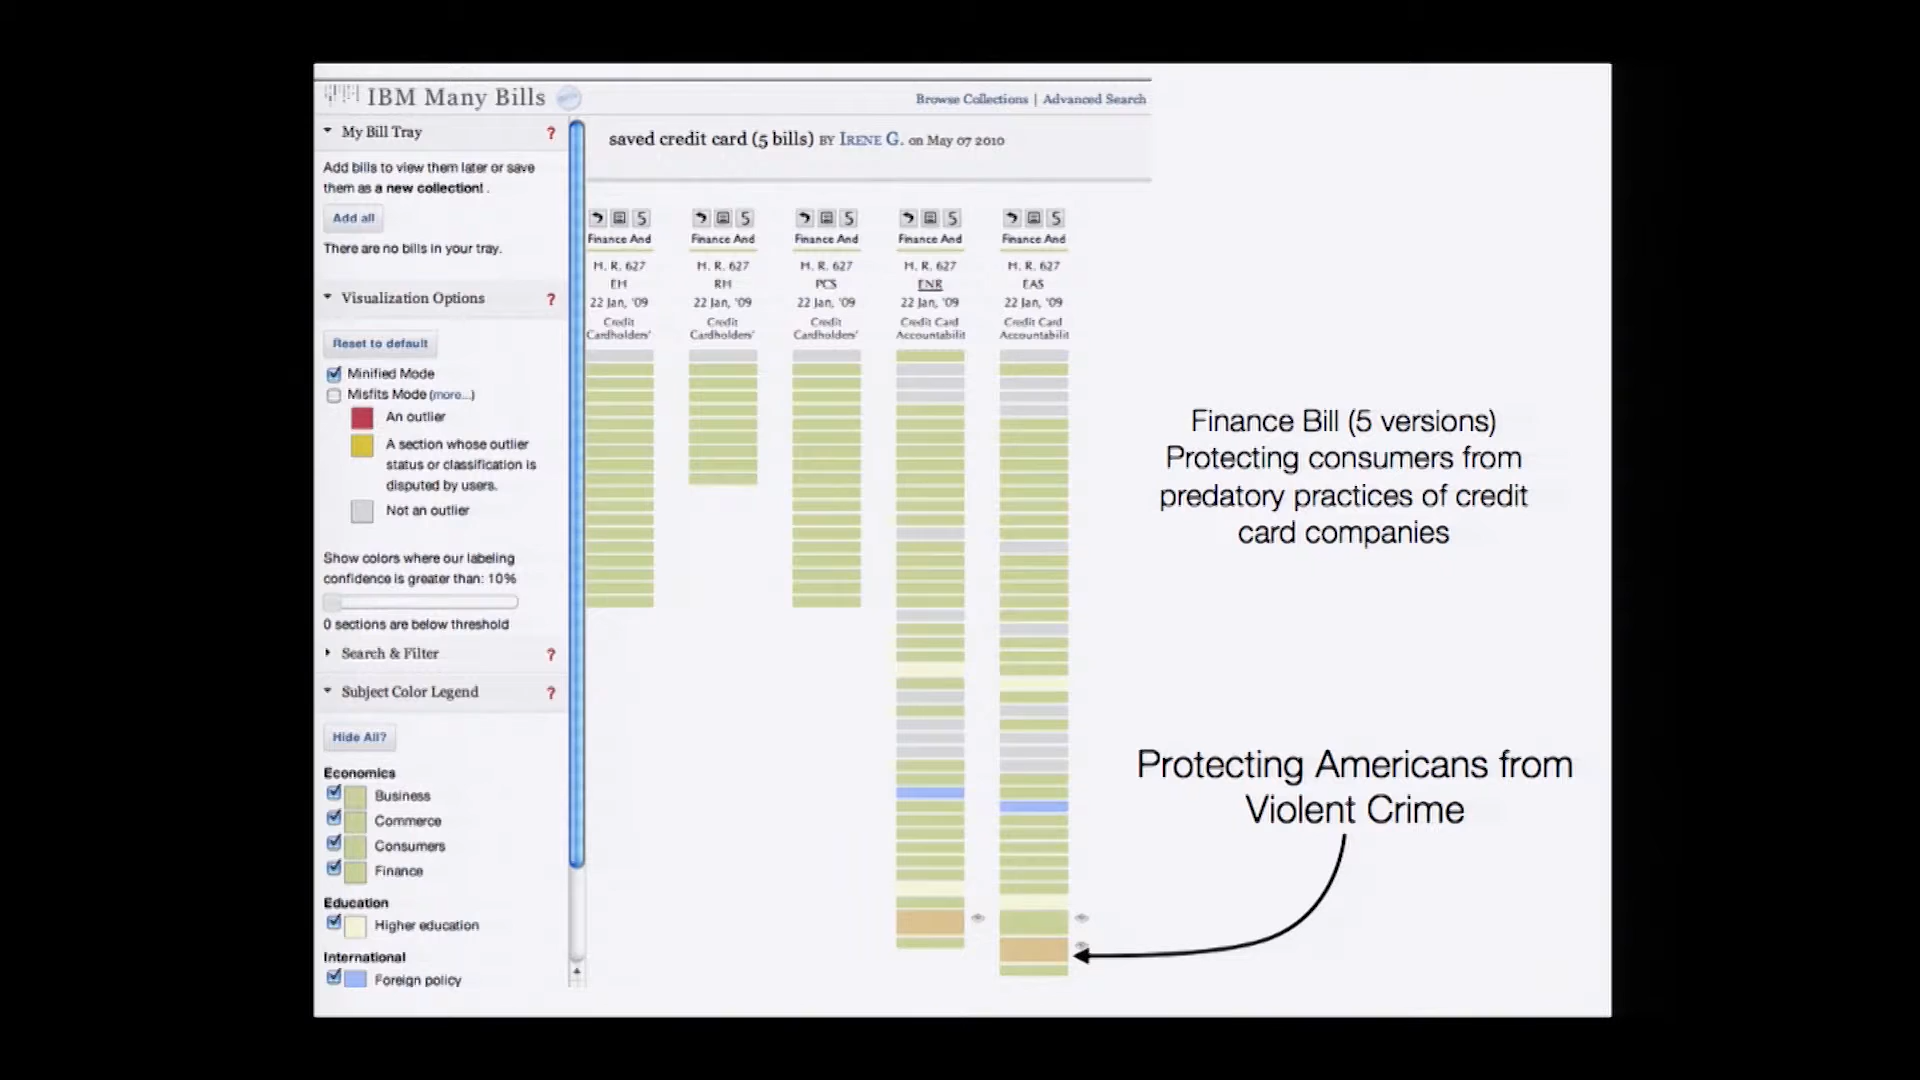 IBM Many Bills
Browse Collections | Advanced Search
My Bill Tray ?
saved credit card (5 bills) BY IRENE G. on May 07 2010
Add bills to view them later or save
them as a new collection! .
Add all
There are no bills in your tray.
Visualization Options ?
Reset to default
Minified Mode
Misfits Mode (more...)
An outlier
A section whose outlier
status or classification is
disputed by users.
Not an outlier
Show colors where our labeling
confidence is greater than: 10%
0 sections are below threshold
Search & Filter ?
Subject Color Legend ?
Hide All?
Economics
Business
Commerce
Consumers
Finance
Education
Higher education
International
Foreign policy
5 5 5 5 5
Finance And Finance And Finance And Finance And Finance And
H. R. 627 H. R. 627 H. R. 627 H. R. 627 H. R. 627
EH RH PCS ENR EAS
22 Jan, '09 22 Jan, '09 22 Jan, '09 22 Jan, '09 22 Jan, '09
Credit Credit Credit Credit Card Credit Card
Cardholders' Cardholders' Cardholders' Accountabilit Accountabilit
Finance Bill (5 versions)
Protecting consumers from
predatory practices of credit
card companies
Protecting Americans from
Violent Crime